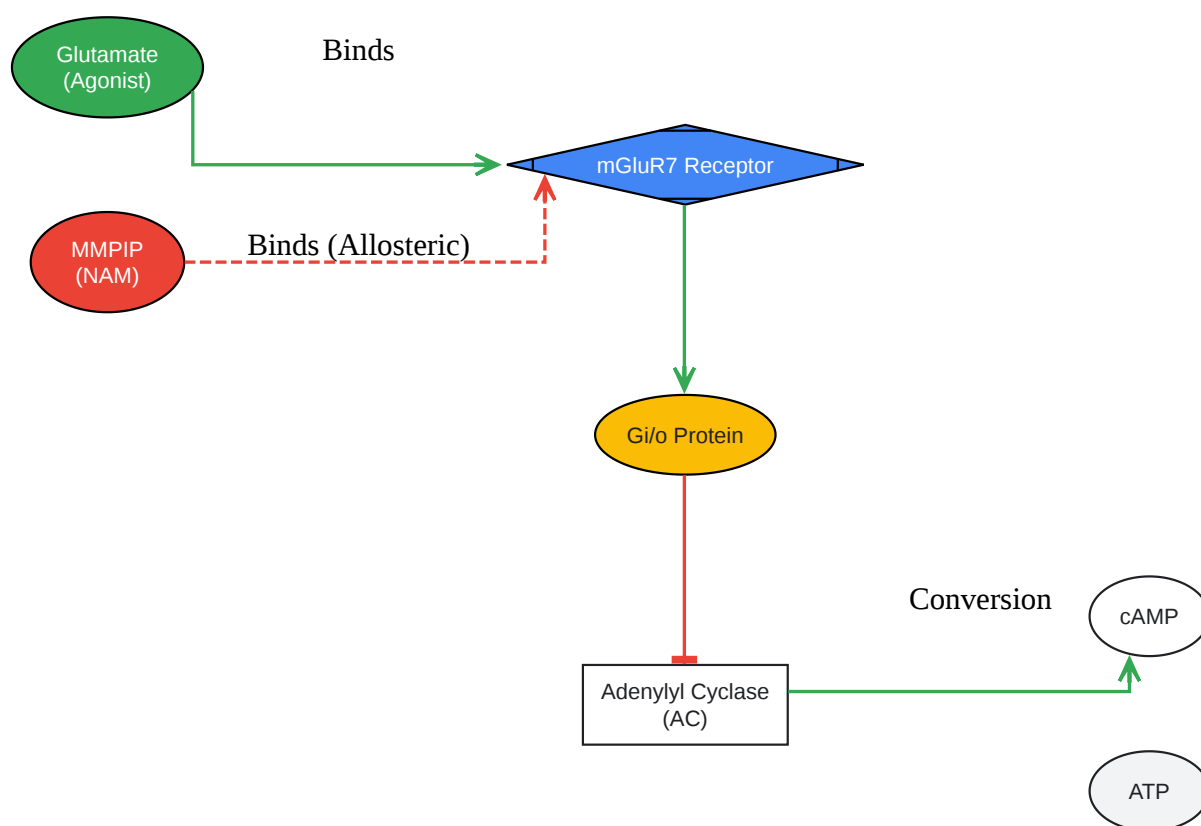 Glutamate
(Agonist)
Binds
mGluR7 Receptor
MMPIP
(NAM)
Binds (Allosteric)
Gi/o Protein
Conversion
cAMP
Adenylyl Cyclase
(AC)
ATP